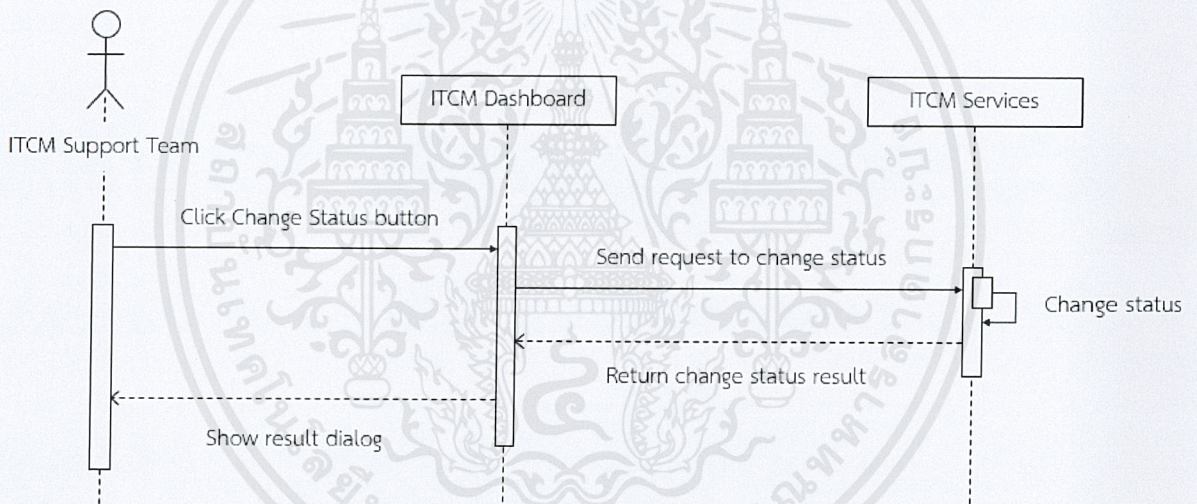 ITCM Dashboard
ITCM Services
ITCM Support Team
Click Change Status button
Send request to change status
Change status
Return change status result
Show result dialog